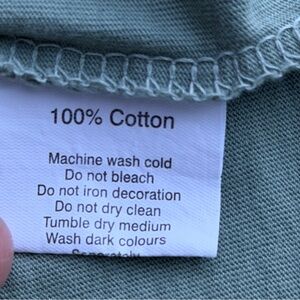 100% Cotton
Machine wash cold
Do not bleach
Do not iron decoration
Do not dry clean
Tumble dry medium
Wash dark colours
Separately